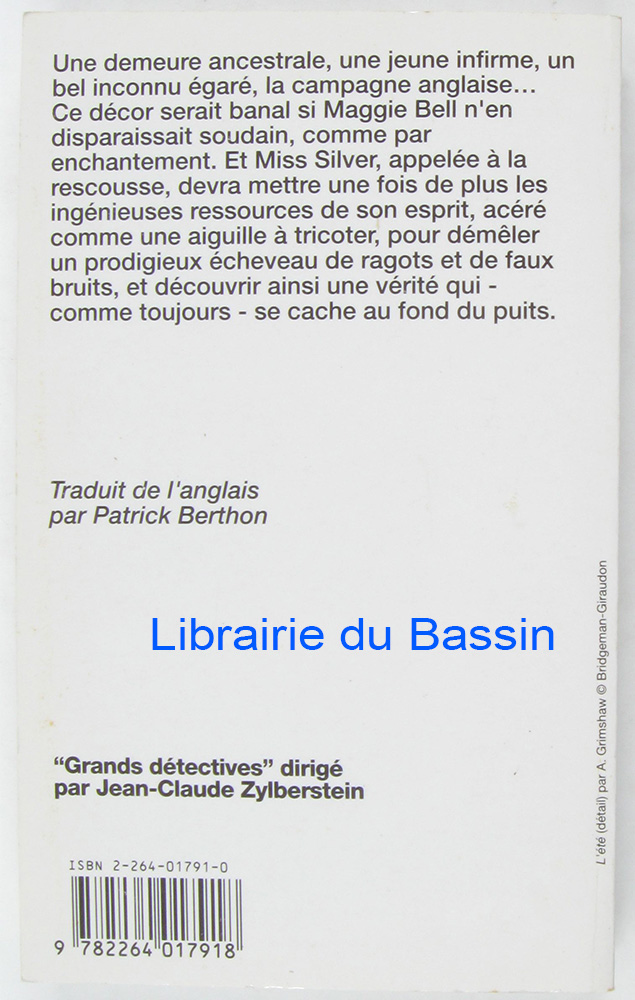 Une demeure ancestrale, une jeune infirme, un
bel inconnu égaré, la campagne anglaise...
Ce décor serait banal si Maggie Bell n'en
disparaissait soudain, comme par
enchantement. Et Miss Silver, appelée à la
rescousse, devra mettre une fois de plus les
ingénieuses ressources de son esprit, acéré
comme une aiguille à tricoter, pour démêler
un prodigieux écheveau de ragots et de faux
bruits, et découvrir ainsi une vérité qui -
comme toujours - se cache au fond du puits.
Traduit de l'anglais
par Patrick Berthon
Librairie du Bassin
"Grands détectives" dirigé
par Jean-Claude Zylberstein
ISBN 2-264-01791-0
9 782264 017918
L'été (détail) par A. Grimshaw © Bridgeman-Giraudon